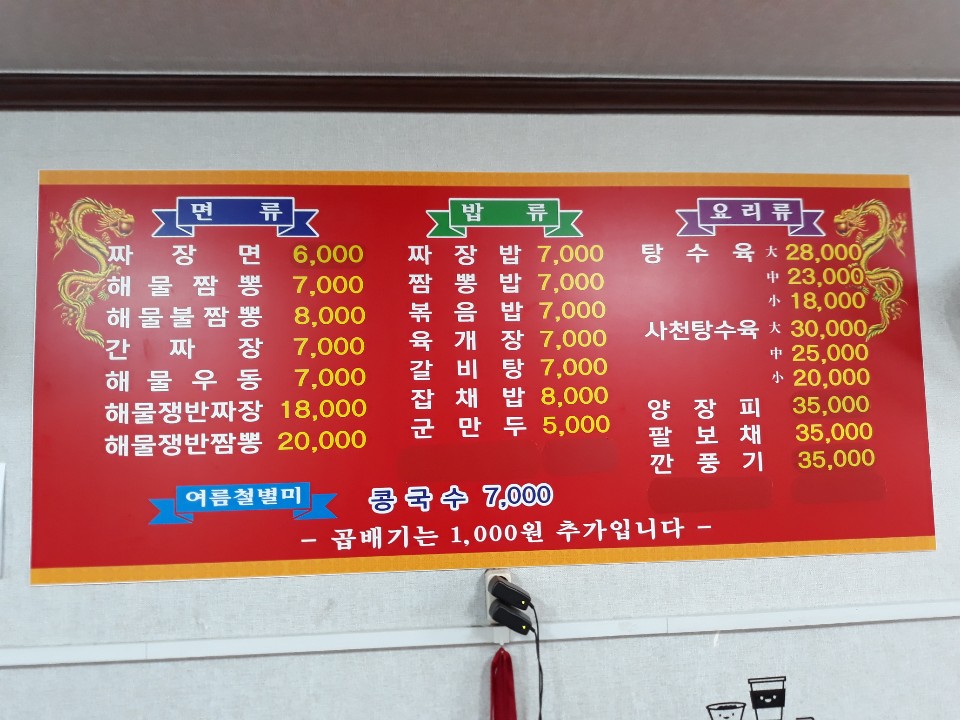 면 류
짜 장 면 6,000
해 물 짬 뽕 7,000
해 물 불 짬 뽕 8,000
간 짜 장 7,000
해 물 우 동 7,000
해물쟁반짜장 18,000
해물쟁반짬뽕 20,000
밥 류
짜 장 밥 7,000
짬 뽕 밥 7,000
볶 음 밥 7,000
육 개 장 7,000
갈 비 탕 7,000
잡 채 밥 8,000
군 만 두 5,000
요리류
탕 수 육 大 28,000
中 23,000
小 18,000
사천탕수육 大 30,000
中 25,000
小 20,000
양 장 피 35,000
팔 보 채 35,000
깐 풍 기 35,000
여름철별미 콩국수 7,000
- 곱배기는 1,000원 추가입니다 -